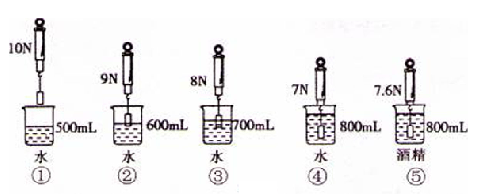 10N 9N 8N 7N 7.6N
500mL 600mL 700mL 800mL 800mL
水 水 水 水 酒精
① ② ③ ④ ⑤